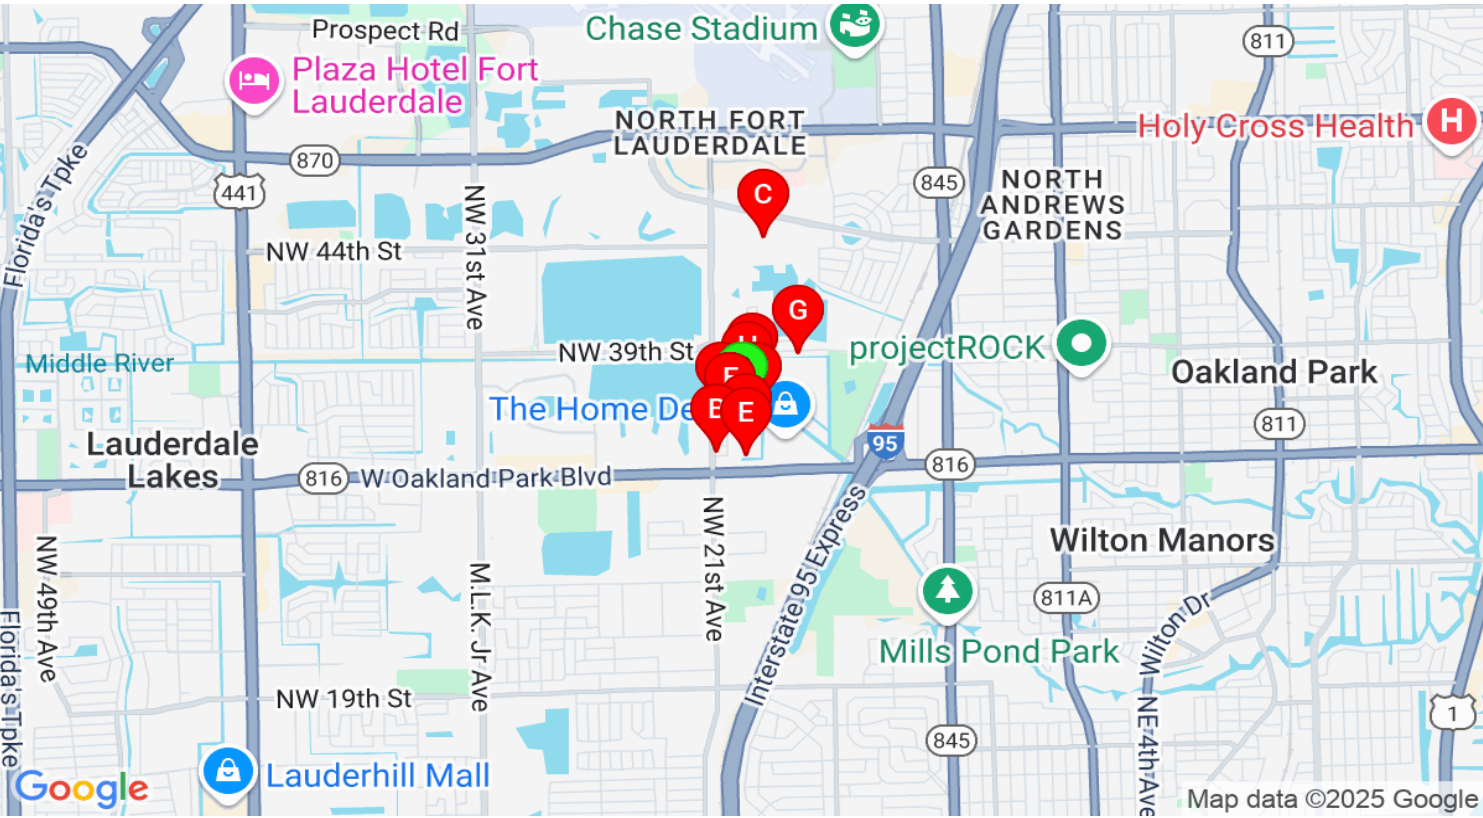 Prospect Rd
Chase Stadium
811
Plaza Hotel Fort
Lauderdale
NORTH FORT
LAUDERDALE
Holy Cross Health
H
870
441
845
NORTH
ANDREWS
GARDENS
C
Florida's Tpke
NW 31st Ave
NW 44th St
G
NW 39th St
Middle River
projectROCK
Oakland Park
The Home De
B
E
811
Lauderdale
Lakes
95
816
W Oakland Park Blvd
816
NW 21st Ave
Interstate 95 Express
Wilton Manors
NW 49th Ave
M.L.K. Jr Ave
811A
Florida's Tpke
W Wilton Dr
Mills Pond Park
NW 19th St
NE 4th Ave
1
845
Lauderhill Mall
Google
Map data ©2025 Google